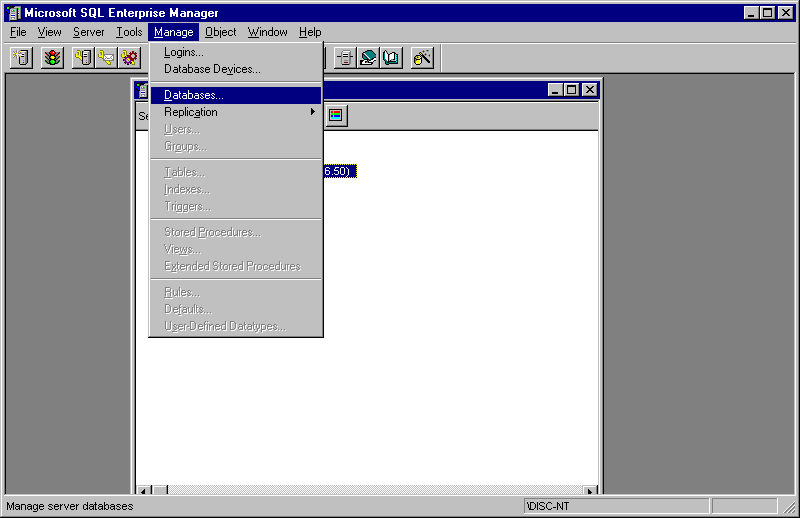 Microsoft SQL Enterprise Manager
File View Server Tools Manage Object Window Help
Logins...
Database Devices...
Databases...
Replication
Users...
Groups...
Tables...
Indexes...
Triggers...
Stored Procedures...
Views...
Extended Stored Procedures
Rules...
Defaults...
User-Defined Datatypes...
Se
6.50)
Manage server databases
\DISC-NT